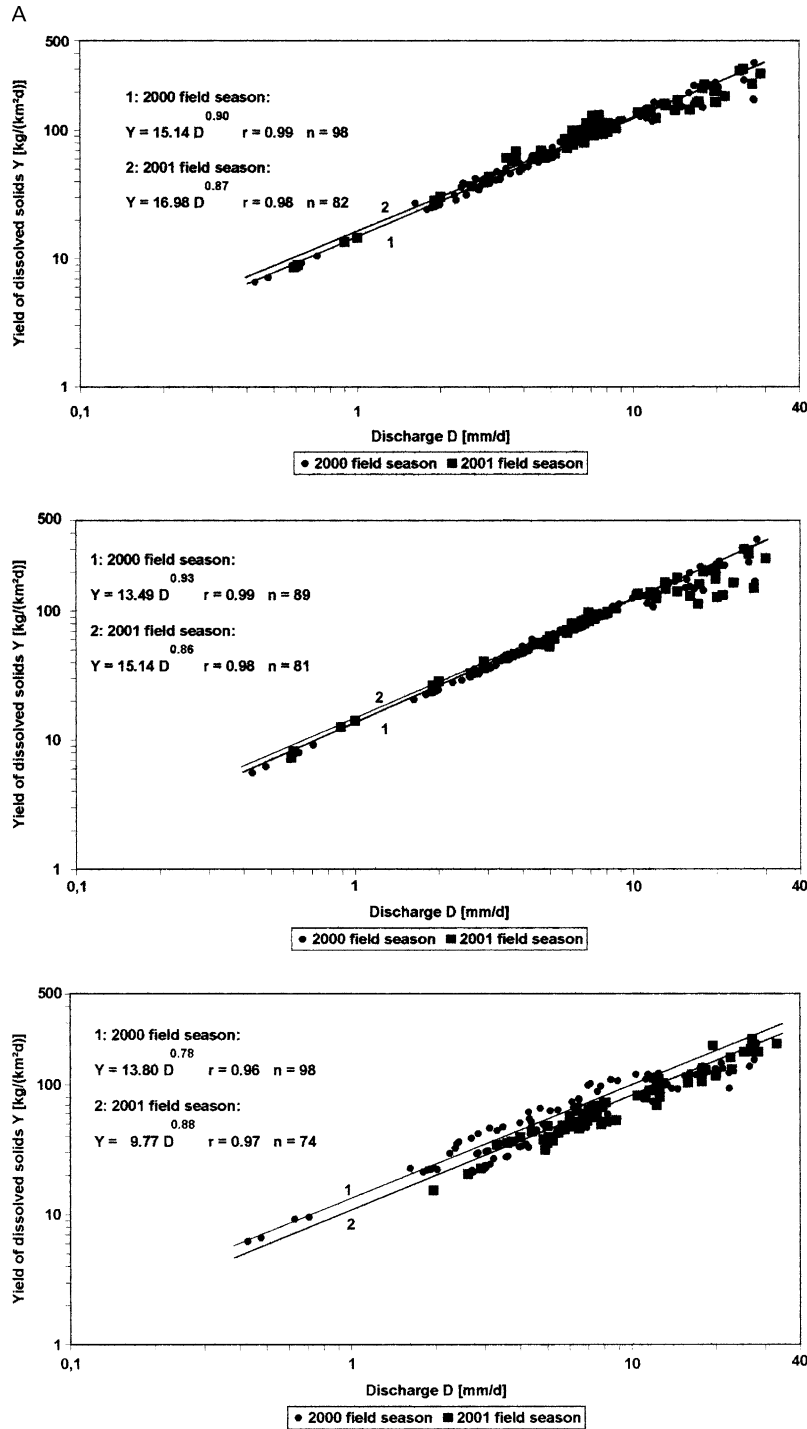 A
Yield of dissolved solids Y [kg/(km²d)]
500
100
10
1
1: 2000 field season:
Y = 15.14 D^0.90 r = 0.99 n = 98
2: 2001 field season:
Y = 16.98 D^0.87 r = 0.98 n = 82
2
1
0,1 1 10 40
Discharge D [mm/d]
● 2000 field season ■ 2001 field season
Yield of dissolved solids Y [kg/(km²d)]
500
100
10
1
1: 2000 field season:
Y = 13.49 D^0.93 r = 0.99 n = 89
2: 2001 field season:
Y = 15.14 D^0.86 r = 0.98 n = 81
2
1
0,1 1 10 40
Discharge D [mm/d]
● 2000 field season ■ 2001 field season
Yield of dissolved solids Y [kg/(km²d)]
500
100
10
1
1: 2000 field season:
Y = 13.80 D^0.78 r = 0.96 n = 98
2: 2001 field season:
Y = 9.77 D^0.88 r = 0.97 n = 74
1
2
0,1 1 10 40
Discharge D [mm/d]
● 2000 field season ■ 2001 field season